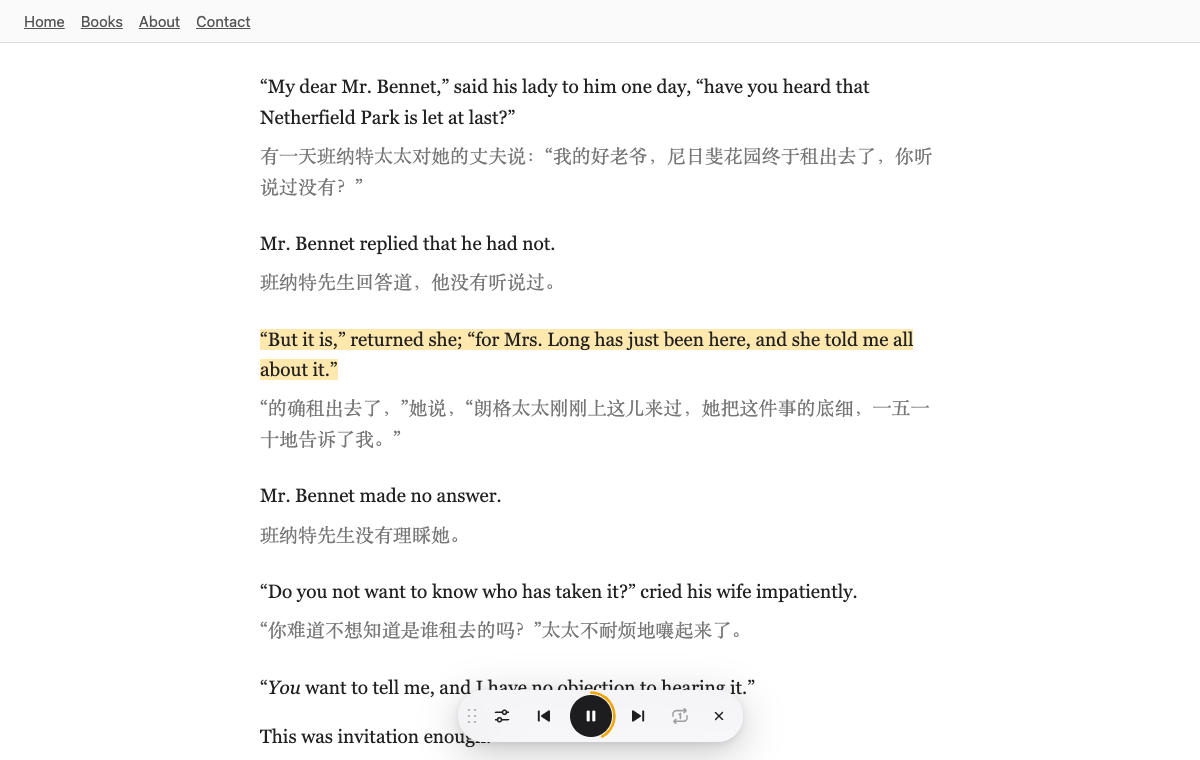 Home Books About Contact
“My dear Mr. Bennet,” said his lady to him one day, “have you heard that
Netherfield Park is let at last?”
有一天班纳特太太对她的丈夫说：“我的好老爷，尼日斐花园终于租出去了，你听
说过没有？”
Mr. Bennet replied that he had not.
班纳特先生回答道，他没有听说过。
“But it is,” returned she; “for Mrs. Long has just been here, and she told me all
about it.”
“的确租出去了，”她说，“朗格太太刚刚上这儿来过，她把这件事的底细，一五一
十地告诉了我。”
Mr. Bennet made no answer.
班纳特先生没有理睬她。
“Do you not want to know who has taken it?” cried his wife impatiently.
“你难道不想知道是谁租去的吗？”太太不耐烦地嚷起来了。
“You want to tell me, and I have no objection to hearing it.”
This was invitation enough.